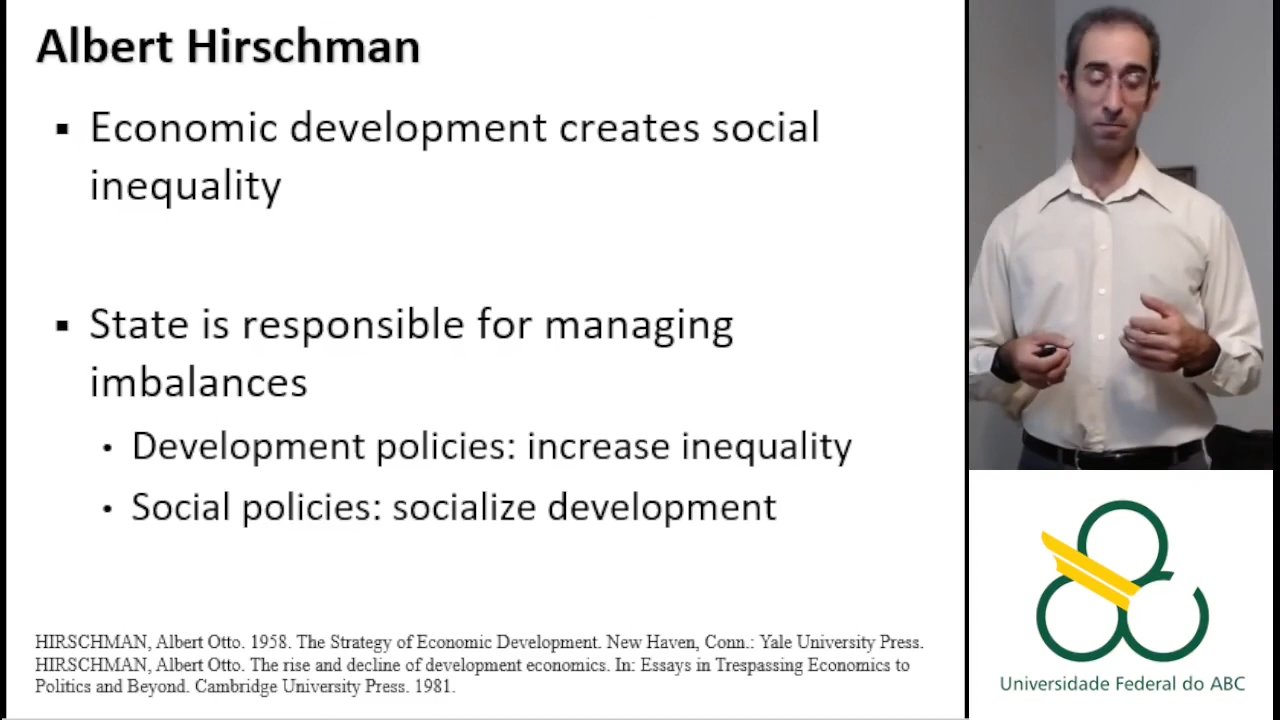 Albert Hirschman
▪ Economic development creates social
inequality
▪ State is responsible for managing
imbalances
• Development policies: increase inequality
• Social policies: socialize development
HIRSCHMAN, Albert Otto. 1958. The Strategy of Economic Development. New Haven, Conn.: Yale University Press.
HIRSCHMAN, Albert Otto. The rise and decline of development economics. In: Essays in Trespassing Economics to
Politics and Beyond. Cambridge University Press. 1981.
Universidade Federal do ABC